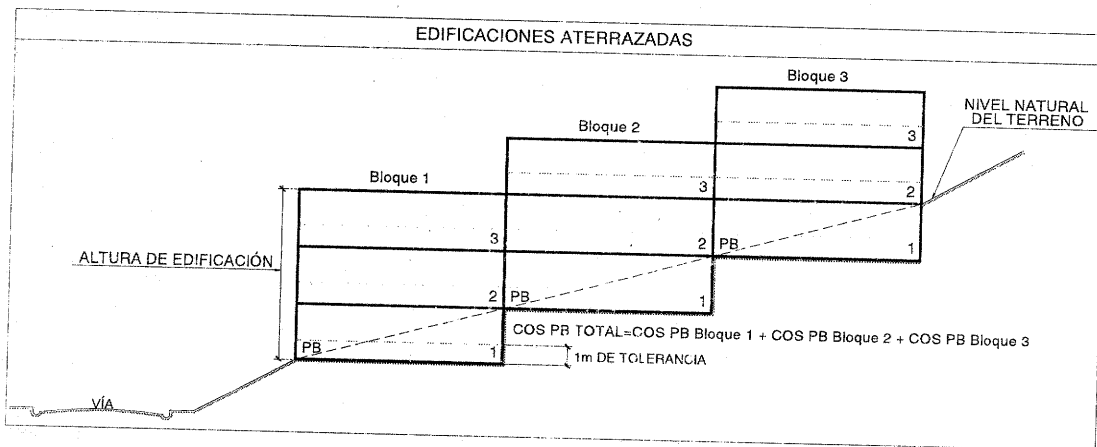 EDIFICACIONES ATERRAZADAS
Bloque 3
NIVEL NATURAL
DEL TERRENO
Bloque 2
3
Bloque 1
3
2
ALTURA DE EDIFICACIÓN
3
2
PB
1
2
PB
1
COS PB TOTAL=COS PB Bloque 1 + COS PB Bloque 2 + COS PB Bloque 3
PB
1
1m DE TOLERANCIA
VÍA